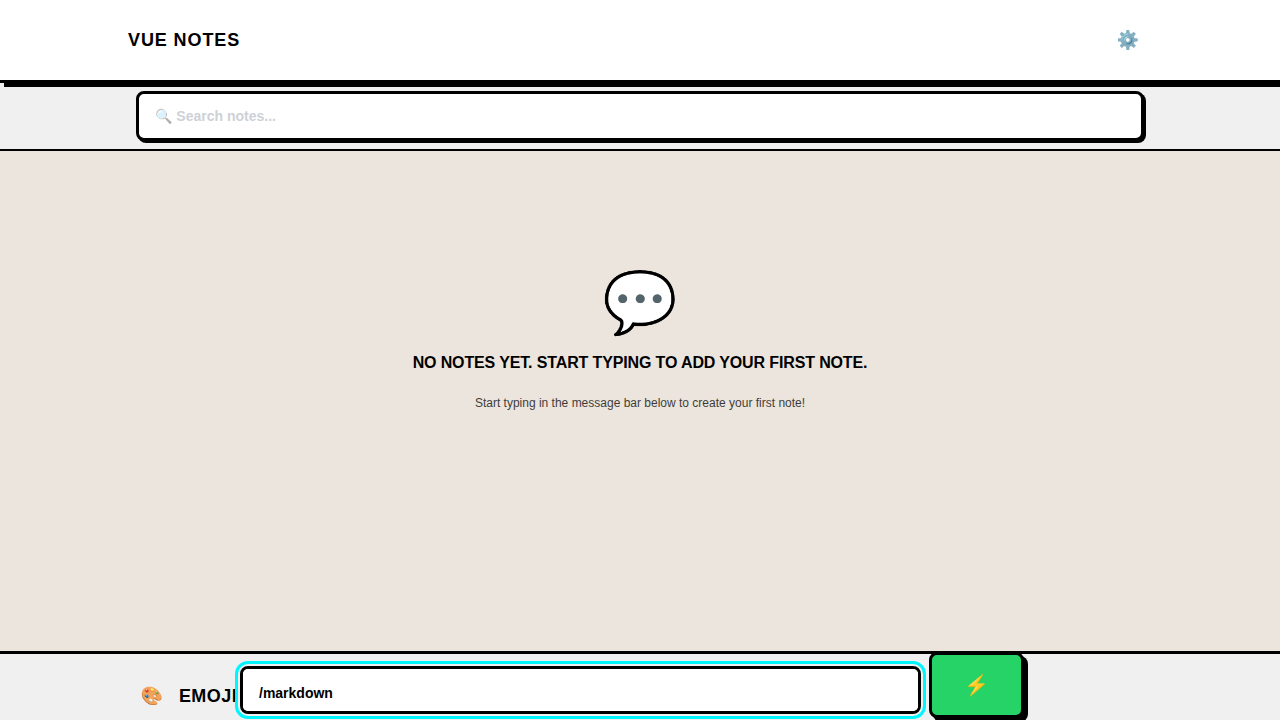 VUE NOTES
🔍 Search notes...
NO NOTES YET. START TYPING TO ADD YOUR FIRST NOTE.
Start typing in the message bar below to create your first note!
EMOJI
/markdown